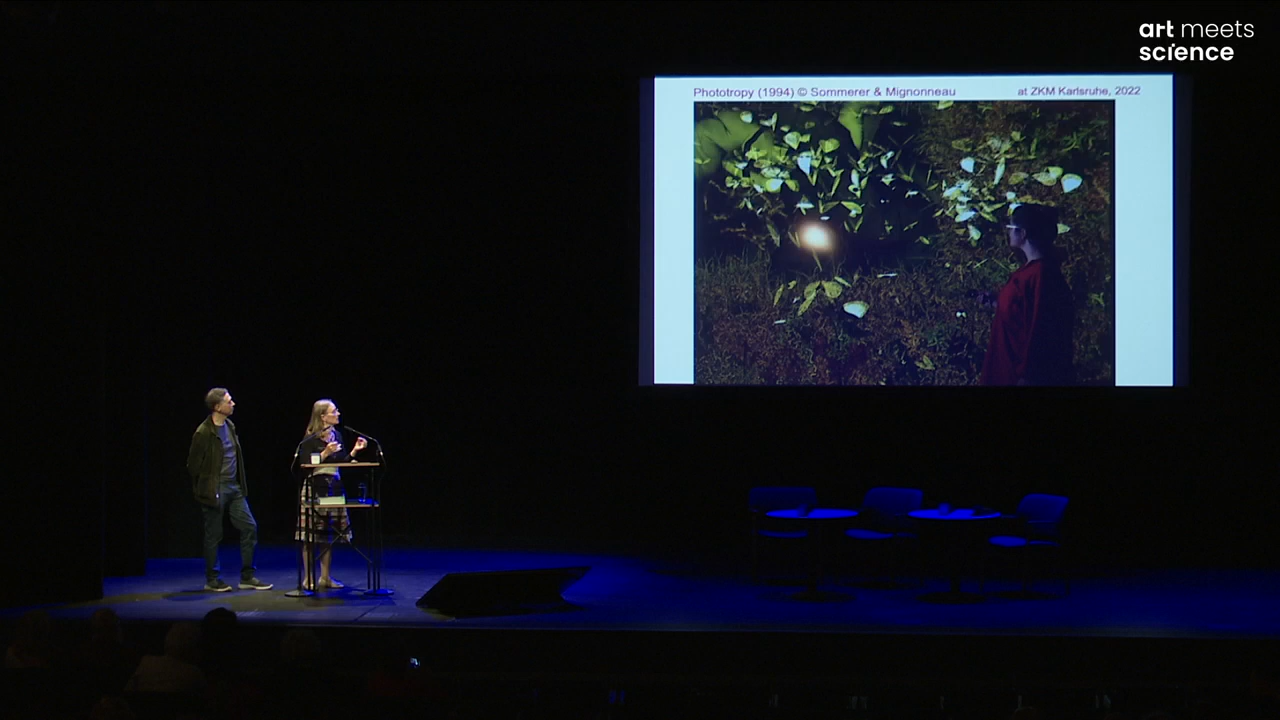 art meets
science
Phototropy (1994) © Sommerer & Mignonneau
at ZKM Karlsruhe, 2022